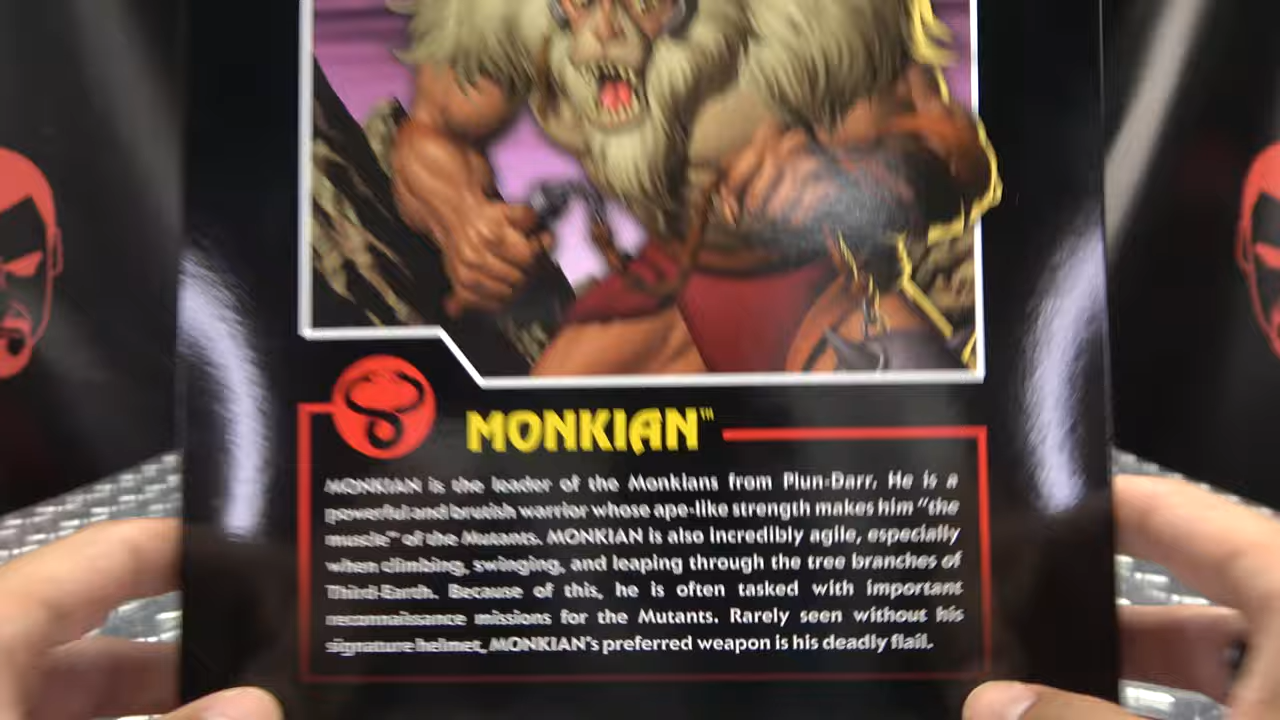 MONKIAN™
MONKIAN is the leader of the Monkians from Plun-Darr. He is a
powerful and brutish warrior whose ape-like strength makes him "the
muscle" of the Mutants. MONKIAN is also incredibly agile, especially
when climbing, swinging, and leaping through the tree branches of
Third-Earth. Because of this, he is often tasked with important
reconnaissance missions for the Mutants. Rarely seen without his
signature helmet, MONKIAN's preferred weapon is his deadly flail.